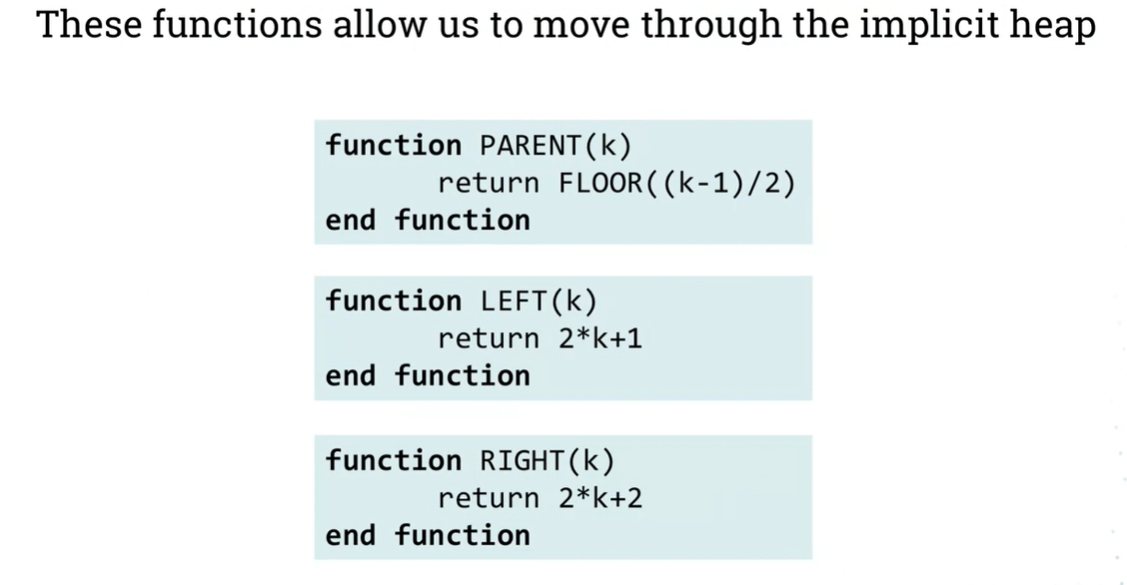 These functions allow us to move through the implicit heap
function PARENT(k)
return FLOOR((k-1)/2)
end function
function LEFT(k)
return 2*k+1
end function
function RIGHT(k)
return 2*k+2
end function